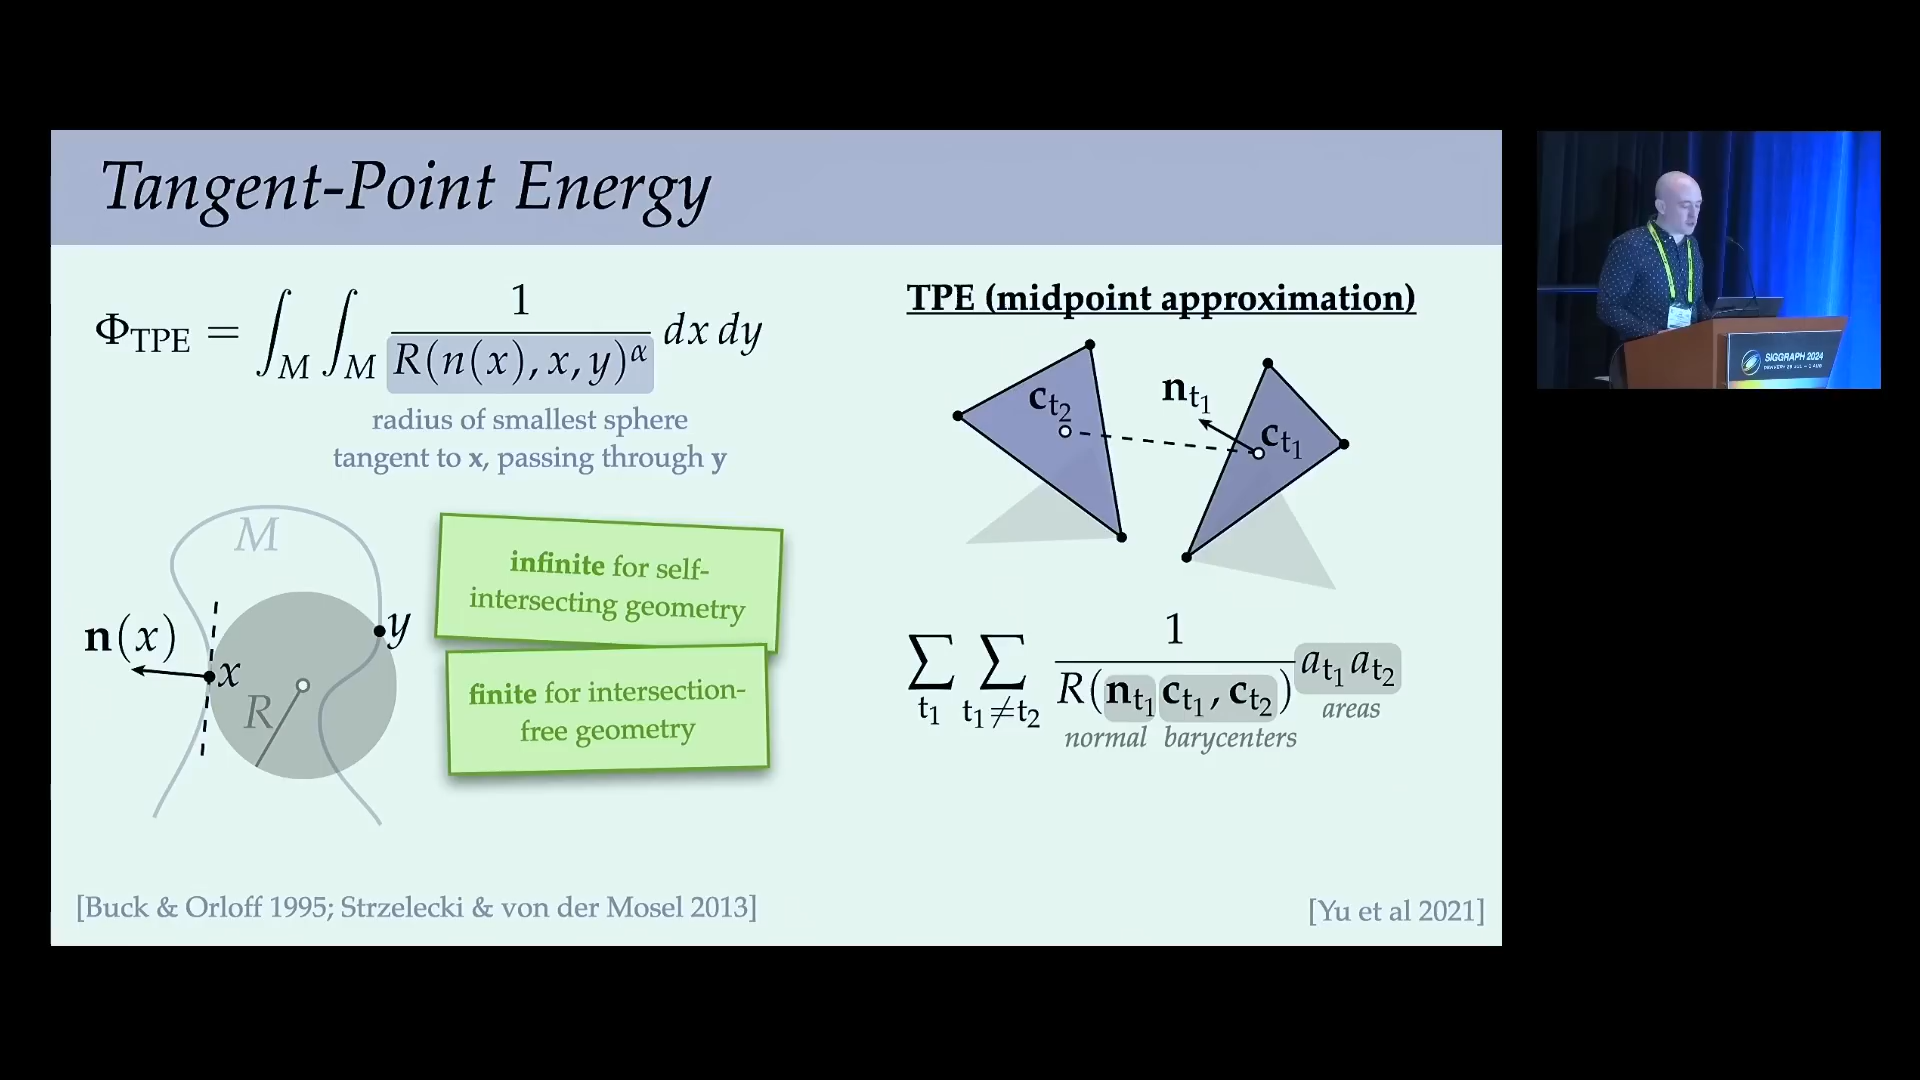 Tangent-Point Energy
Φ_TPE = ∫_M ∫_M 1 / R(n(x), x, y)^α dx dy
radius of smallest sphere
tangent to x, passing through y
M
n(x)
x
y
R
infinite for self-
intersecting geometry
finite for intersection-
free geometry
[Buck & Orloff 1995; Strzelecki & von der Mosel 2013]
TPE (midpoint approximation)
c_t₂
n_t₁
c_t₁
∑_t₁ ∑_t₁≠t₂ 1 / R(n_t₁ c_t₁, c_t₂) a_t₁ a_t₂
areas
normal barycenters
[Yu et al 2021]
SIGGRAPH 2024